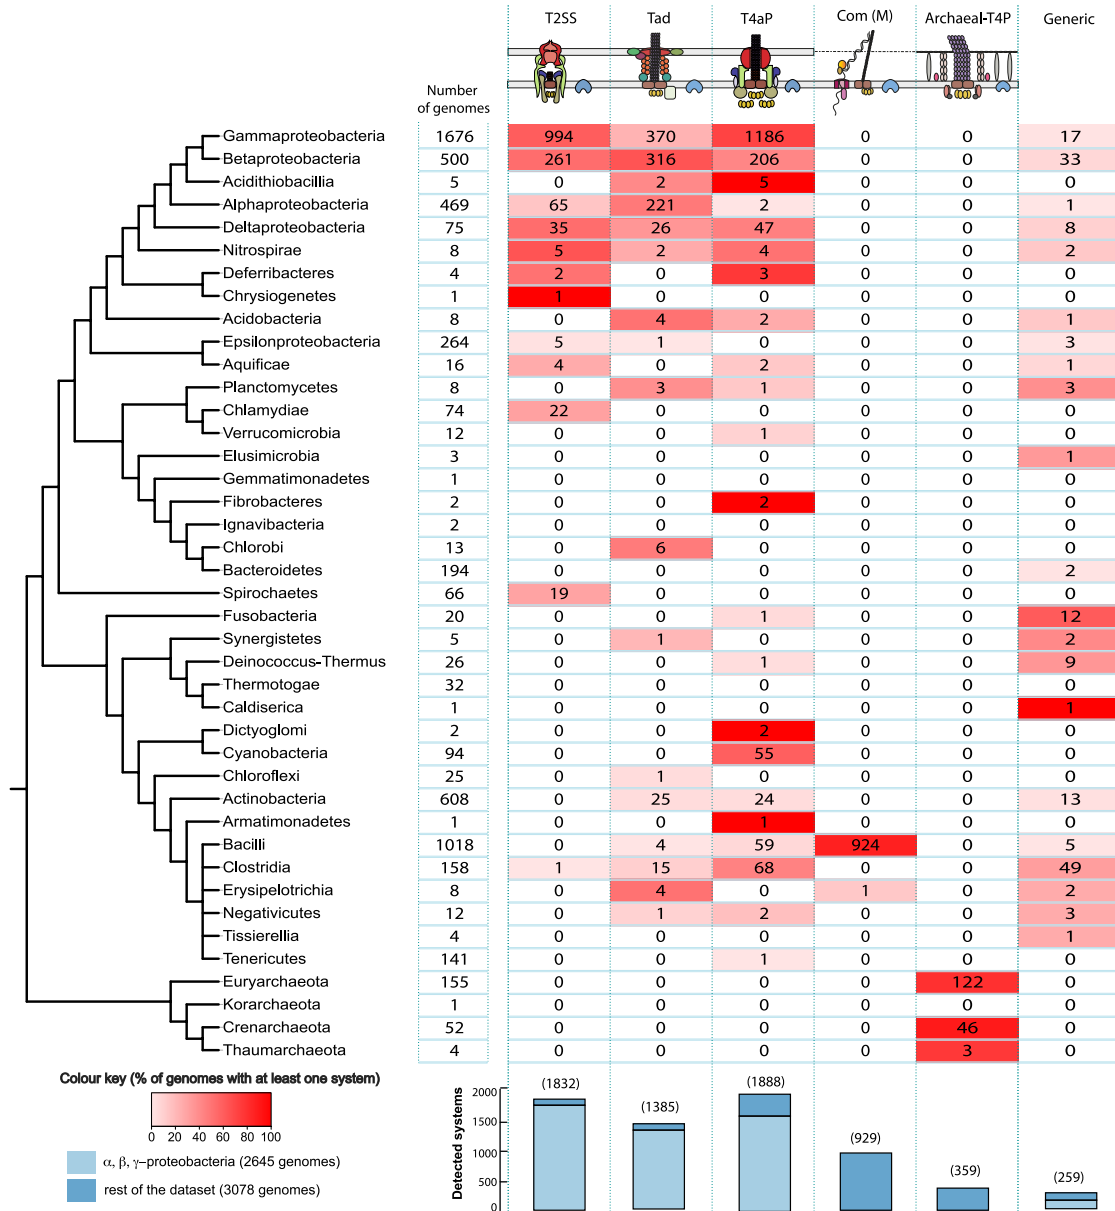 T2SS Tad T4aP Com (M) Archaeal-T4P Generic
Number
of genomes
Gammaproteobacteria 1676 994 370 1186 0 0 17
Betaproteobacteria 500 261 316 206 0 0 33
Acidithiobacillia 5 0 2 5 0 0 0
Alphaproteobacteria 469 65 221 2 0 0 1
Deltaproteobacteria 75 35 26 47 0 0 8
Nitrospirae 8 5 2 4 0 0 2
Deferribacteres 4 2 0 3 0 0 0
Chrysiogenetes 1 1 0 0 0 0 0
Acidobacteria 8 0 4 2 0 0 1
Epsilonproteobacteria 264 5 1 0 0 0 3
Aquificae 16 4 0 2 0 0 1
Planctomycetes 8 0 3 1 0 0 3
Chlamydiae 74 22 0 0 0 0 0
Verrucomicrobia 12 0 0 1 0 0 0
Elusimicrobia 3 0 0 0 0 0 1
Gemmatimonadetes 1 0 0 0 0 0 0
Fibrobacteres 2 0 0 2 0 0 0
Ignavibacteria 2 0 0 0 0 0 0
Chlorobi 13 0 6 0 0 0 0
Bacteroidetes 194 0 0 0 0 0 2
Spirochaetes 66 19 0 0 0 0 0
Fusobacteria 20 0 0 1 0 0 12
Synergistetes 5 0 1 0 0 0 2
Deinococcus-Thermus 26 0 0 1 0 0 9
Thermotogae 32 0 0 0 0 0 0
Caldiserica 1 0 0 0 0 0 1
Dictyoglomi 2 0 0 2 0 0 0
Cyanobacteria 94 0 0 55 0 0 0
Chloroflexi 25 0 1 0 0 0 0
Actinobacteria 608 0 25 24 0 0 13
Armatimonadetes 1 0 0 1 0 0 0
Bacilli 1018 0 4 59 924 0 5
Clostridia 158 1 15 68 0 0 49
Erysipelotrichia 8 0 4 0 1 0 2
Negativicutes 12 0 1 2 0 0 3
Tissierellia 4 0 0 0 0 0 1
Tenericutes 141 0 0 1 0 0 0
Euryarchaeota 155 0 0 0 0 122 0
Korarchaeota 1 0 0 0 0 0 0
Crenarchaeota 52 0 0 0 0 46 0
Thaumarchaeota 4 0 0 0 0 3 0
Colour key (% of genomes with at least one system)
0 20 40 60 80 100
α, β, γ-proteobacteria (2645 genomes)
rest of the dataset (3078 genomes)
Detected systems
2000
1500
1000
500
0
(1832) (1385) (1888) (929) (359) (259)